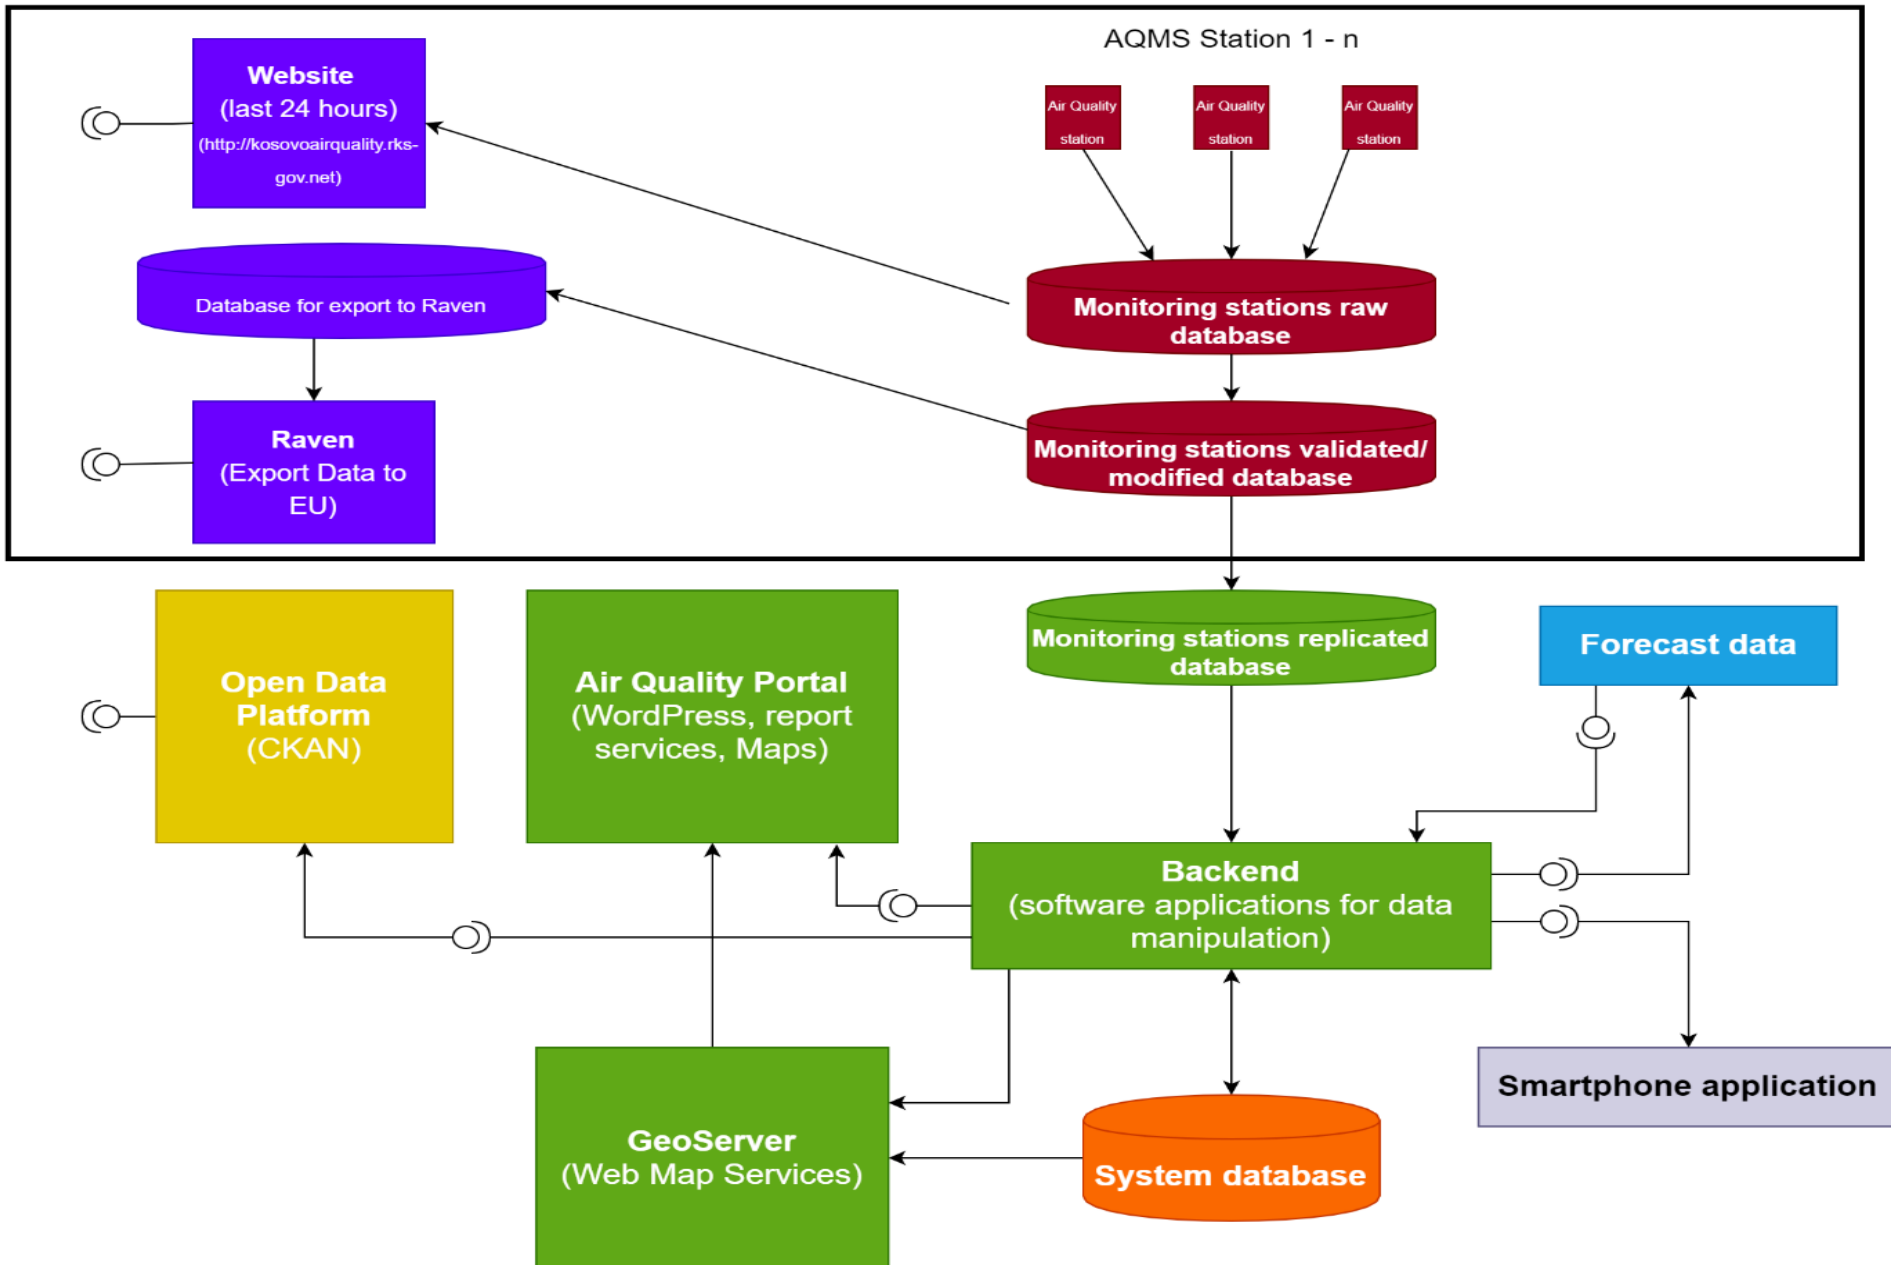 AQMS Station 1 - n
Website
(last 24 hours)
(http://kosovoairquality.rks-
gov.net)
Air Quality
station
Air Quality
station
Air Quality
station
Database for export to Raven
Monitoring stations raw
database
Raven
(Export Data to
EU)
Monitoring stations validated/
modified database
Open Data
Platform
(CKAN)
Air Quality Portal
(WordPress, report
services, Maps)
Monitoring stations replicated
database
Forecast data
Backend
(software applications for data
manipulation)
GeoServer
(Web Map Services)
System database
Smartphone application